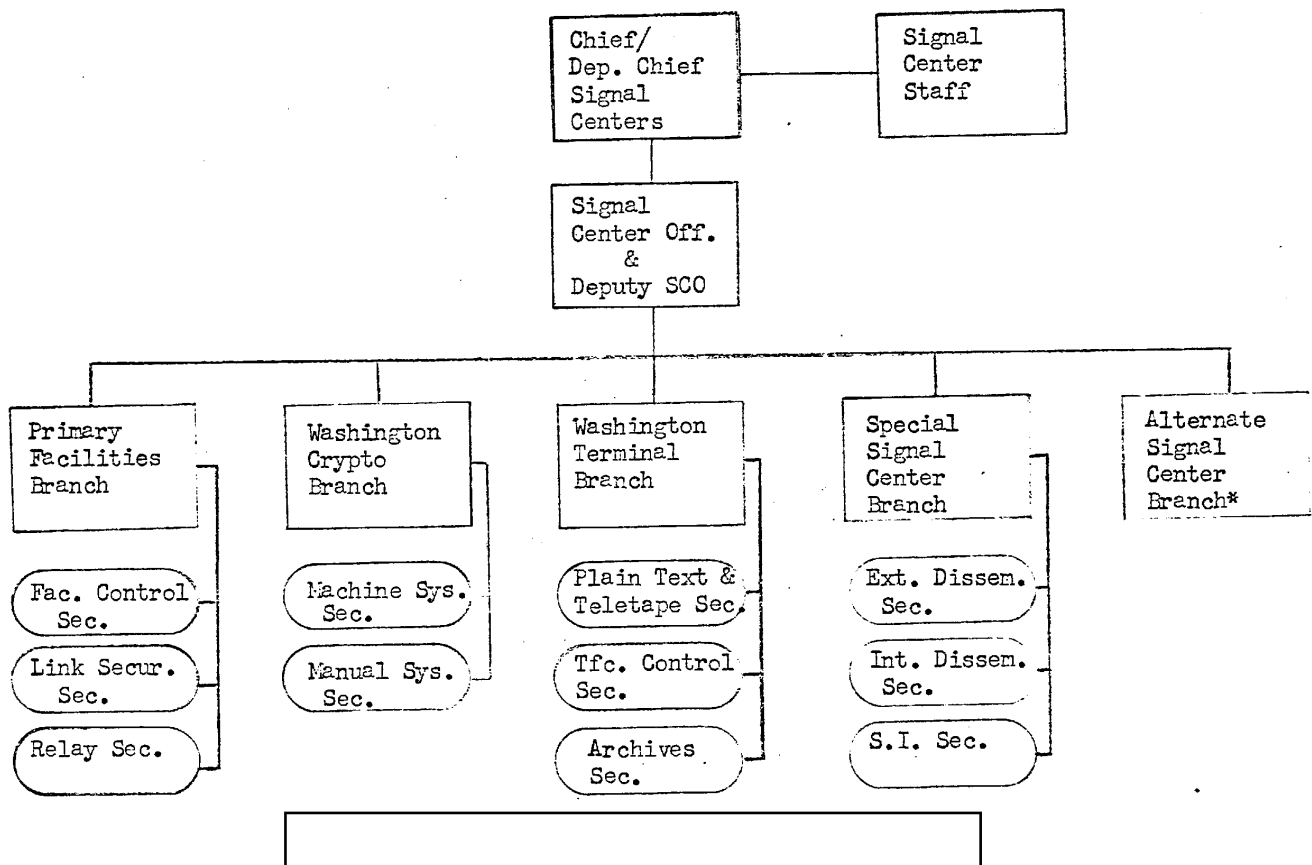 Chief/
Dep. Chief
Signal
Centers
Signal
Center
Staff
Signal
Center Off.
&
Deputy SCO
Primary
Facilities
Branch
Washington
Crypto
Branch
Washington
Terminal
Branch
Special
Signal
Center
Branch
Alternate
Signal
Center
Branch*
Fac. Control
Sec.
Link Secur.
Sec.
Relay Sec.
Machine Sys.
Sec.
Manual Sys.
Sec.
Plain Text &
Teletape Sec.
Tfc. Control
Sec.
Archives
Sec.
Ext. Dissem.
Sec.
Int. Dissem.
Sec.
S.I. Sec.